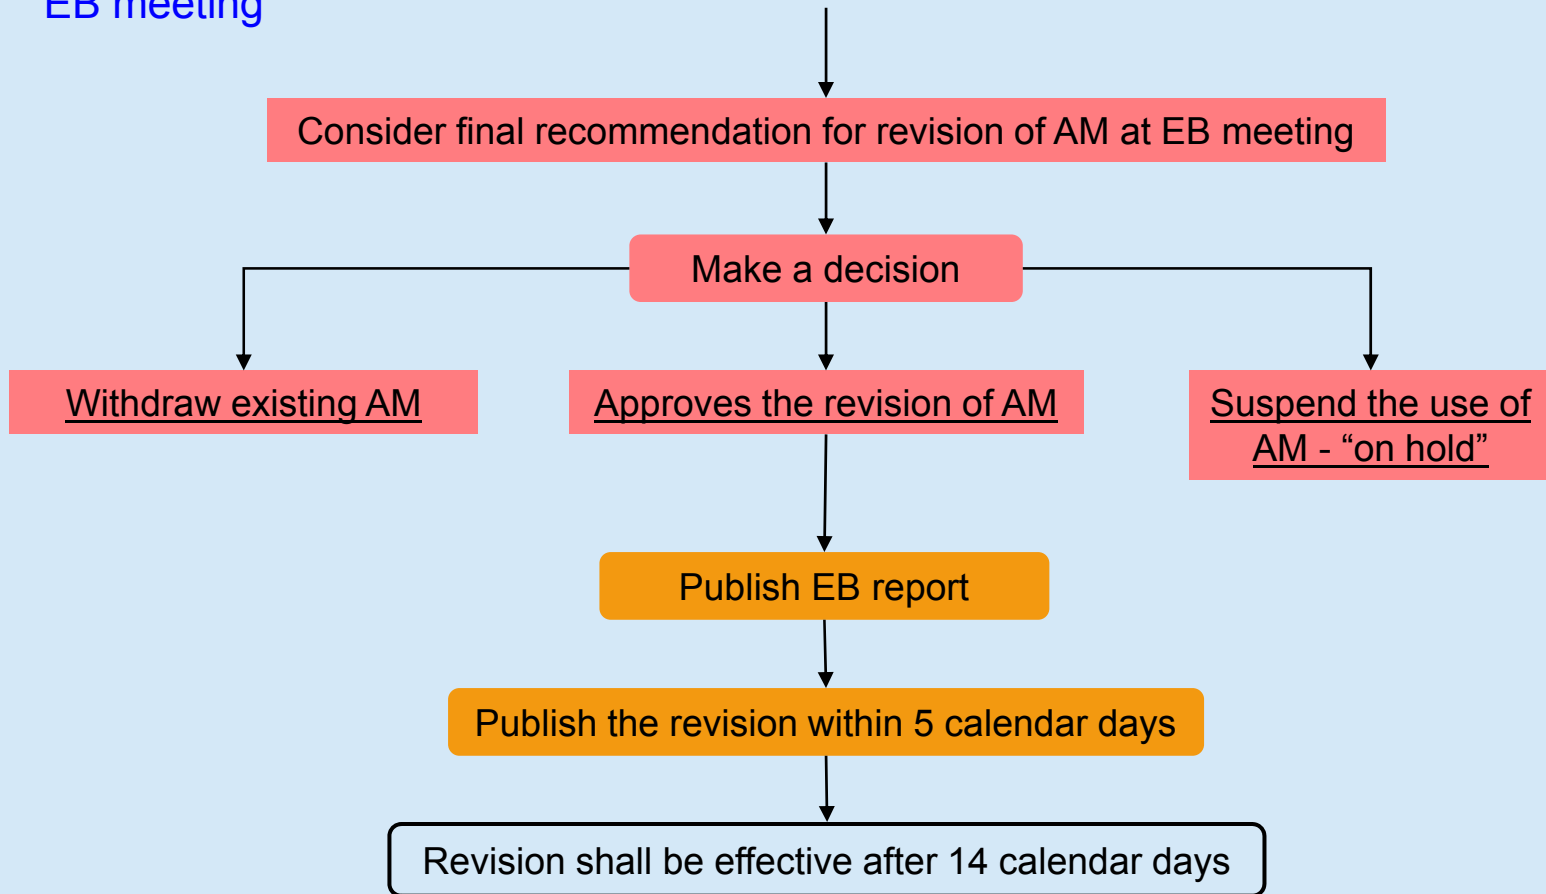 EB meeting
Consider final recommendation for revision of AM at EB meeting
Make a decision
Withdraw existing AM
Approves the revision of AM
Suspend the use of
AM - “on hold”
Publish EB report
Publish the revision within 5 calendar days
Revision shall be effective after 14 calendar days